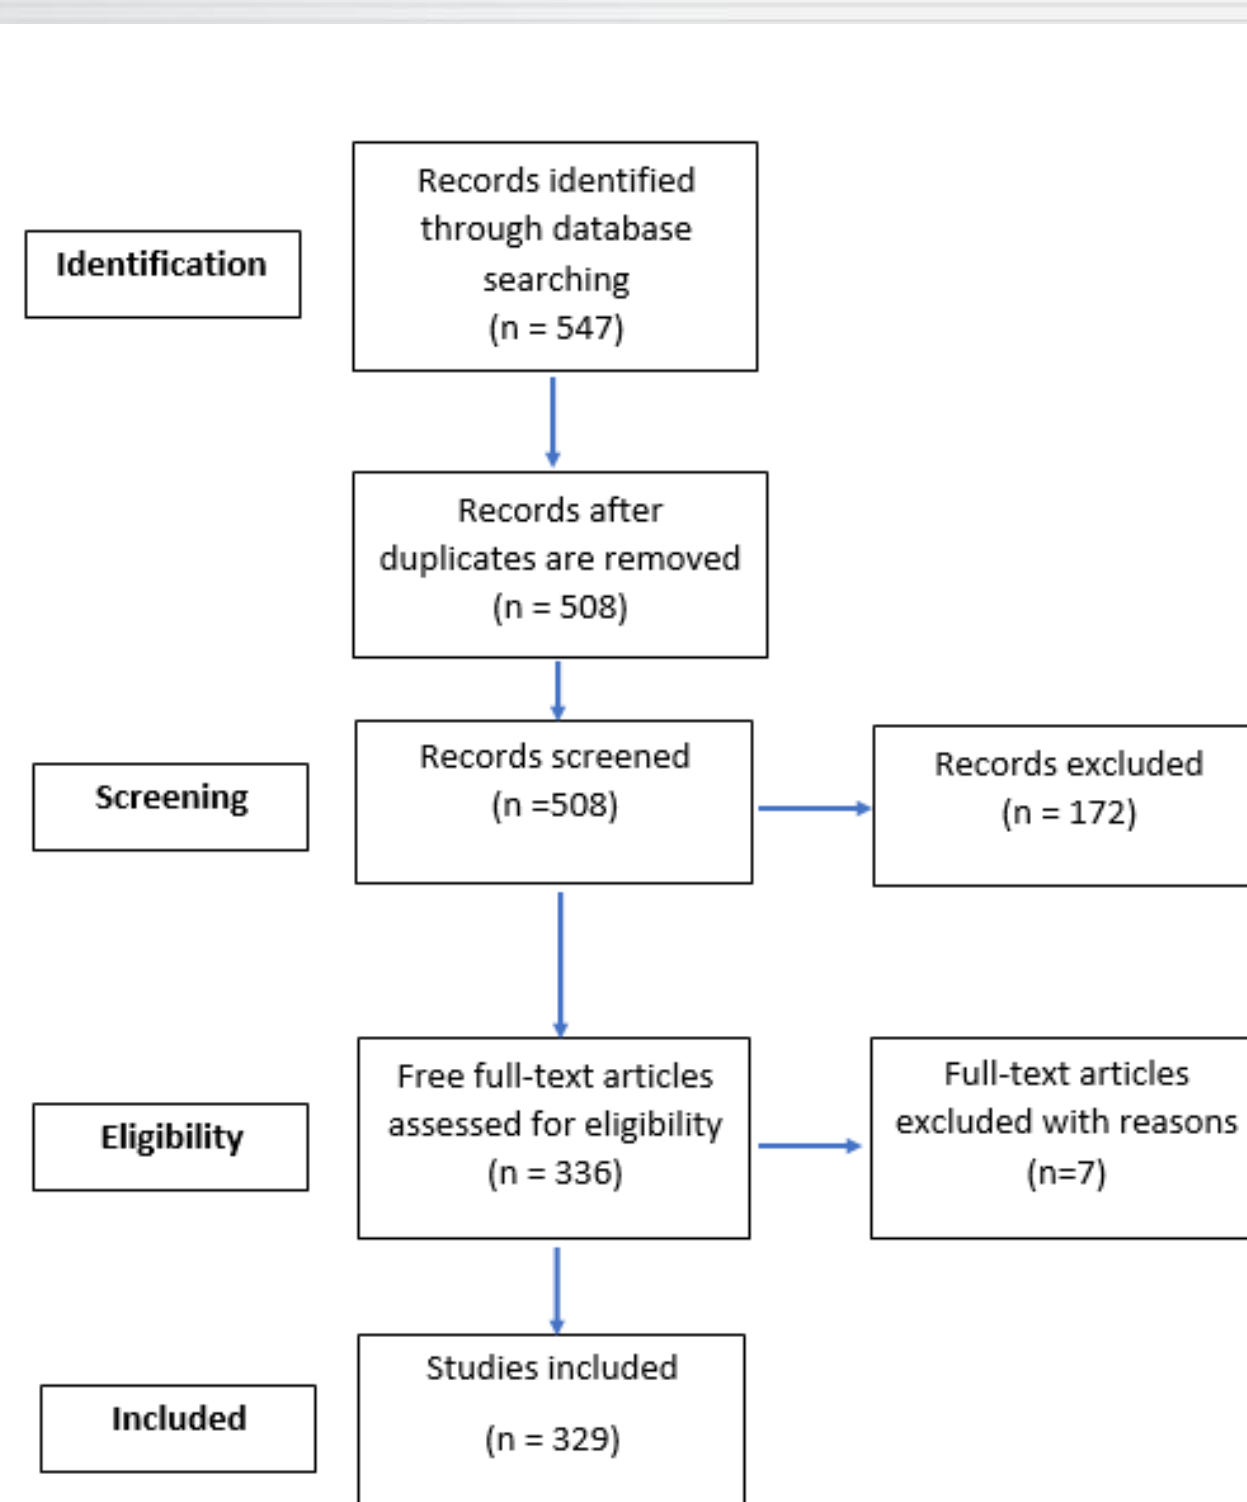 Identification
Records identified
through database
searching
(n = 547)
Records after
duplicates are removed
(n = 508)
Screening
Records screened
(n =508)
Records excluded
(n = 172)
Eligibility
Free full-text articles
assessed for eligibility
(n = 336)
Full-text articles
excluded with reasons
(n=7)
Included
Studies included
(n = 329)